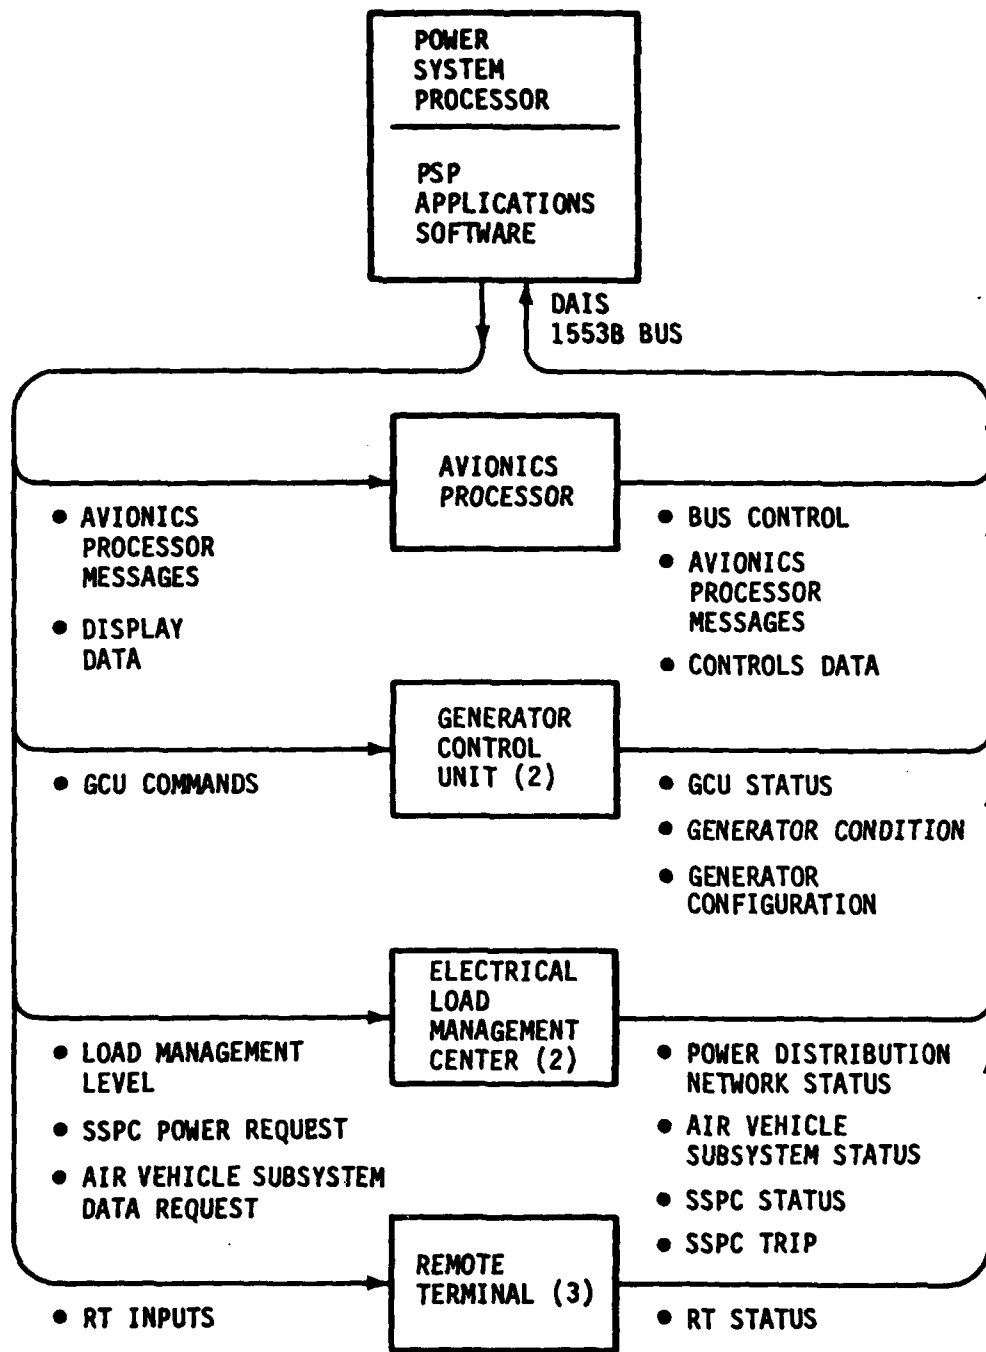 POWER
SYSTEM
PROCESSOR
PSP
APPLICATIONS
SOFTWARE
DAIS
1553B BUS
AVIONICS
PROCESSOR
● AVIONICS
PROCESSOR
MESSAGES
● DISPLAY
DATA
● BUS CONTROL
● AVIONICS
PROCESSOR
MESSAGES
● CONTROLS DATA
GENERATOR
CONTROL
UNIT (2)
● GCU COMMANDS
● GCU STATUS
● GENERATOR CONDITION
● GENERATOR
CONFIGURATION
ELECTRICAL
LOAD
MANAGEMENT
CENTER (2)
● LOAD MANAGEMENT
LEVEL
● SSPC POWER REQUEST
● AIR VEHICLE SUBSYSTEM
DATA REQUEST
● POWER DISTRIBUTION
NETWORK STATUS
● AIR VEHICLE
SUBSYSTEM STATUS
● SSPC STATUS
● SSPC TRIP
REMOTE
TERMINAL (3)
● RT INPUTS
● RT STATUS